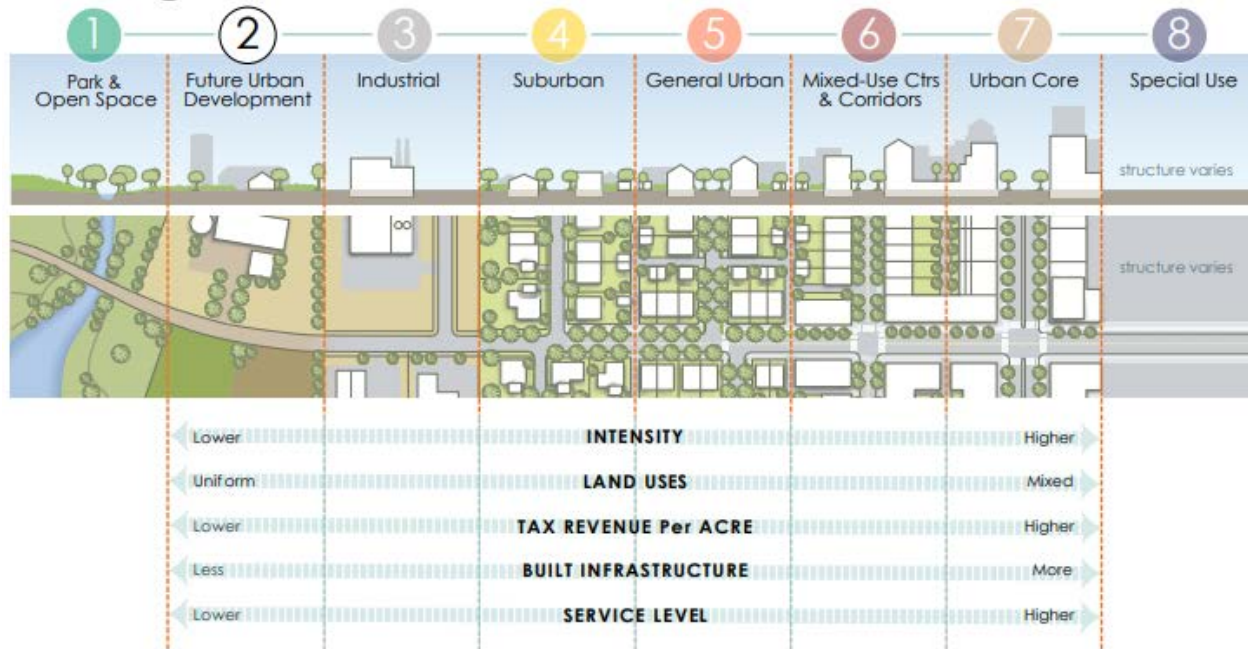 1 2 3 4 5 6 7 8
Park &
Open Space
Future Urban
Development
Industrial
Suburban
General Urban
Mixed-Use Ctrs
& Corridors
Urban Core
Special Use
structure varies
structure varies
Lower INTENSITY Higher
Uniform LAND USES Mixed
Lower TAX REVENUE Per ACRE Higher
Less BUILT INFRASTRUCTURE More
Lower SERVICE LEVEL Higher